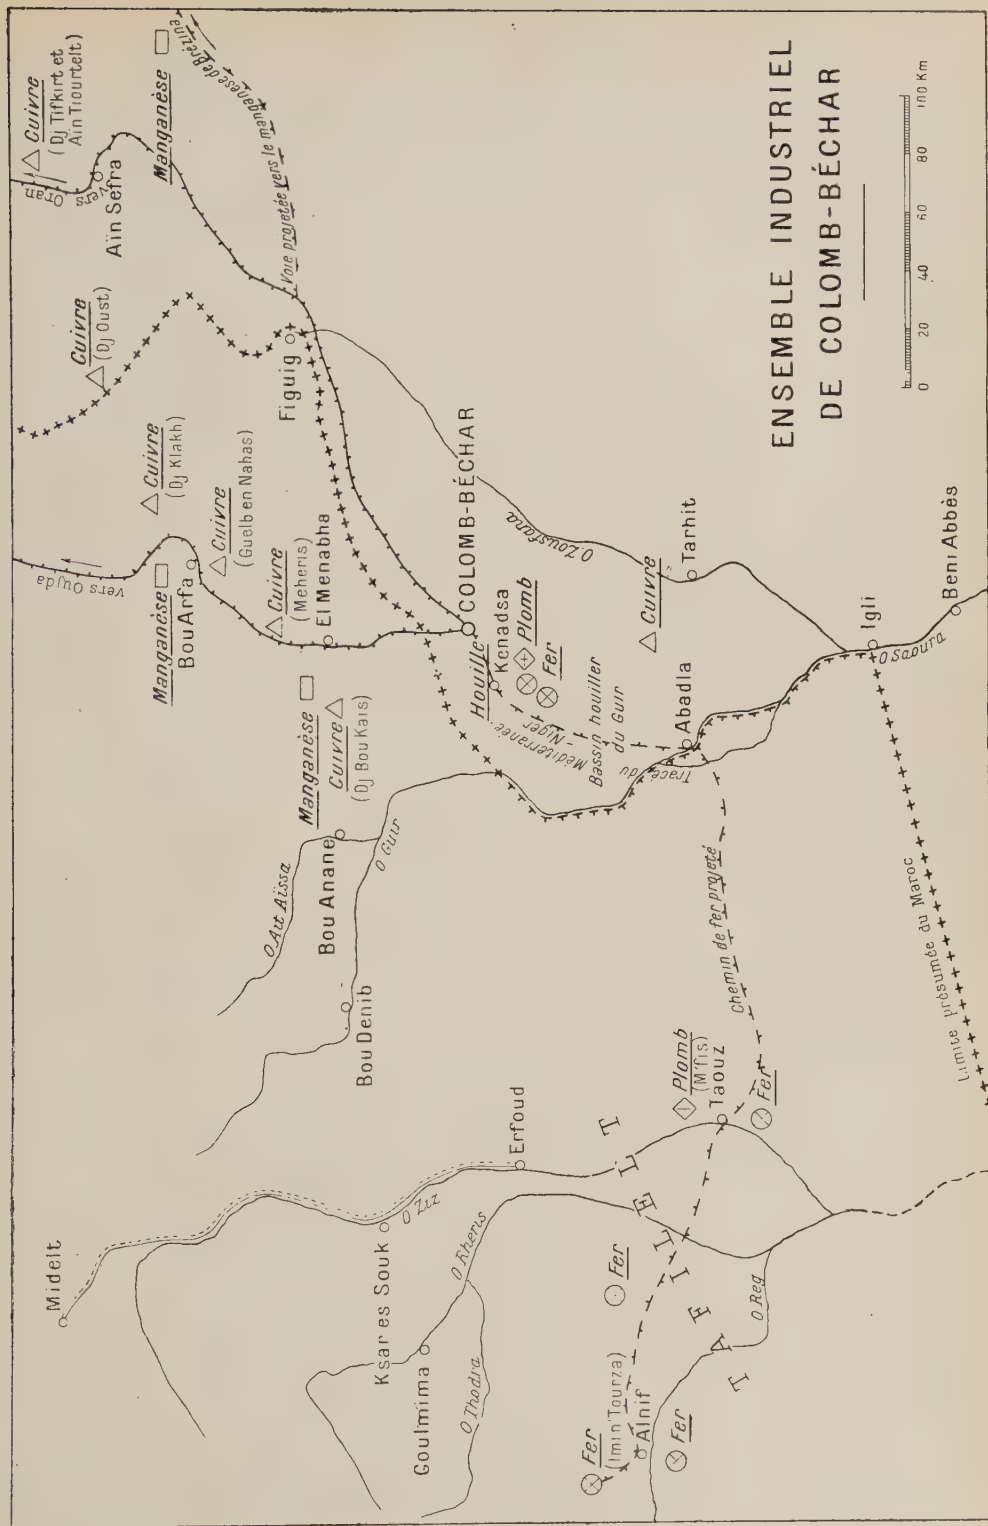 ENSEMBLE INDUSTRIEL
DE COLOMB-BÉCHAR
0 20 40 60 80 100 Km
Midelt
Ksar es Souk
O Ziz
Goulmima
O Rheris
O Thodra
Erfoud
Fer
(Imin'Tourza)
Alnif
Fer
Fer
TAFILELT
O Reg
Plomb
(M'fis)
Taouz
Fer
Chemin de fer projeté
Limite présumée du Maroc
O Aït Aïssa
Bou Anane
Bou Denib
O Guir
Manganèse
Cuivre
(Dj Bou Kaïs)
vers Oujda
Manganèse
Bou Arfa
Cuivre
(Dj Klakh)
Cuivre
(Guelb en Nahas)
Cuivre
(Meheris)
El Menabha
COLOMB-BÉCHAR
Houille
Kenadsa
Plomb
Fer
Bassin houiller
du Guir
Tracé du Méditerranée-Niger
Abadla
Cuivre
Tarhit
O. Zousfana
Igli
O Saoura
Beni Abbès
Cuivre
(Dj Oust)
Figuig
vers Oran
Cuivre
(Dj Tifkirt et
Aïn Tiourtelt)
Aïn Sefra
Manganèse
Voie projetée vers le manganèse de Brézina